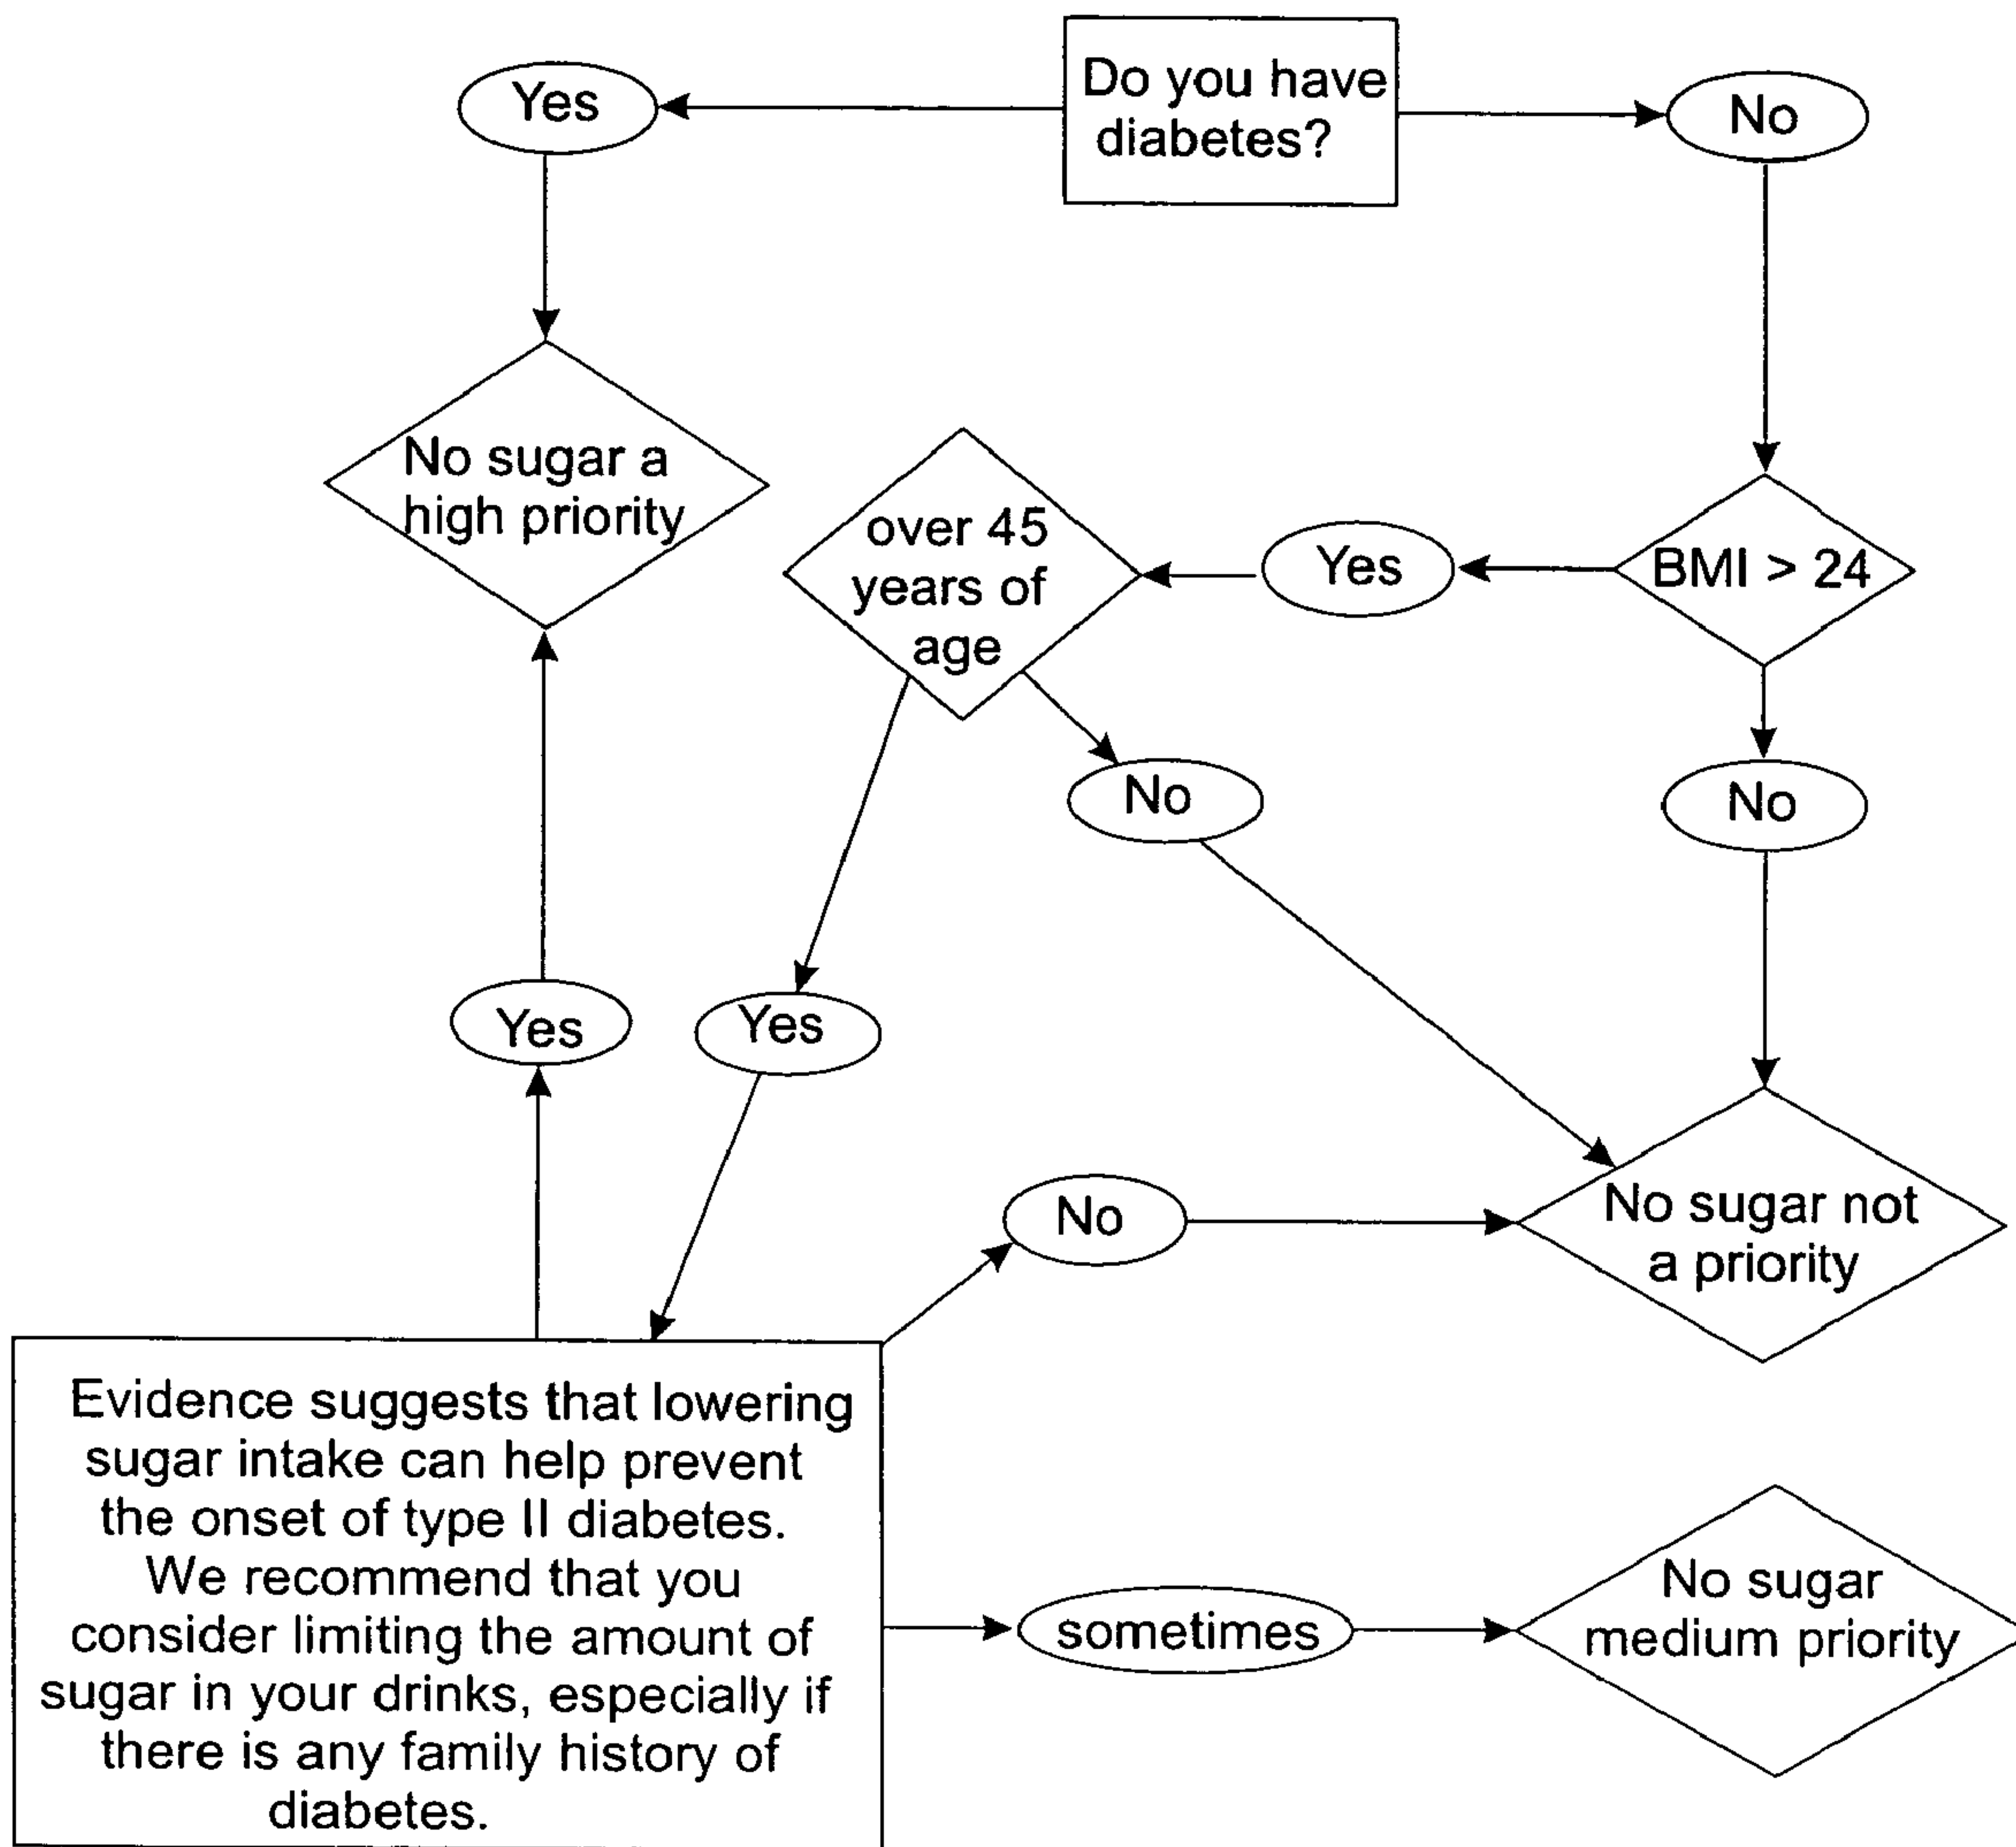 Do you have
diabetes?
Yes
No
No sugar a
high priority
over 45
years of
age
Yes
BMI > 24
No
No
Yes
Yes
No
No sugar not
a priority
Evidence suggests that lowering
sugar intake can help prevent
the onset of type II diabetes.
We recommend that you
consider limiting the amount of
sugar in your drinks, especially if
there is any family history of
diabetes.
sometimes
No sugar
medium priority